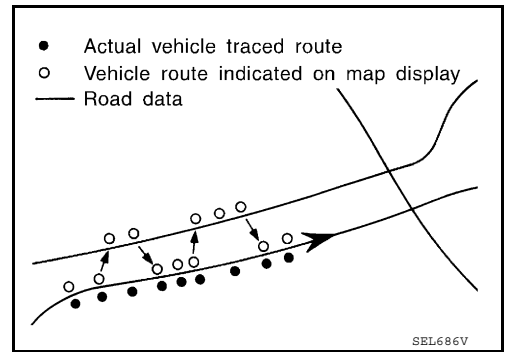 Actual vehicle traced route
Vehicle route indicated on map display
Road data
SEL686V